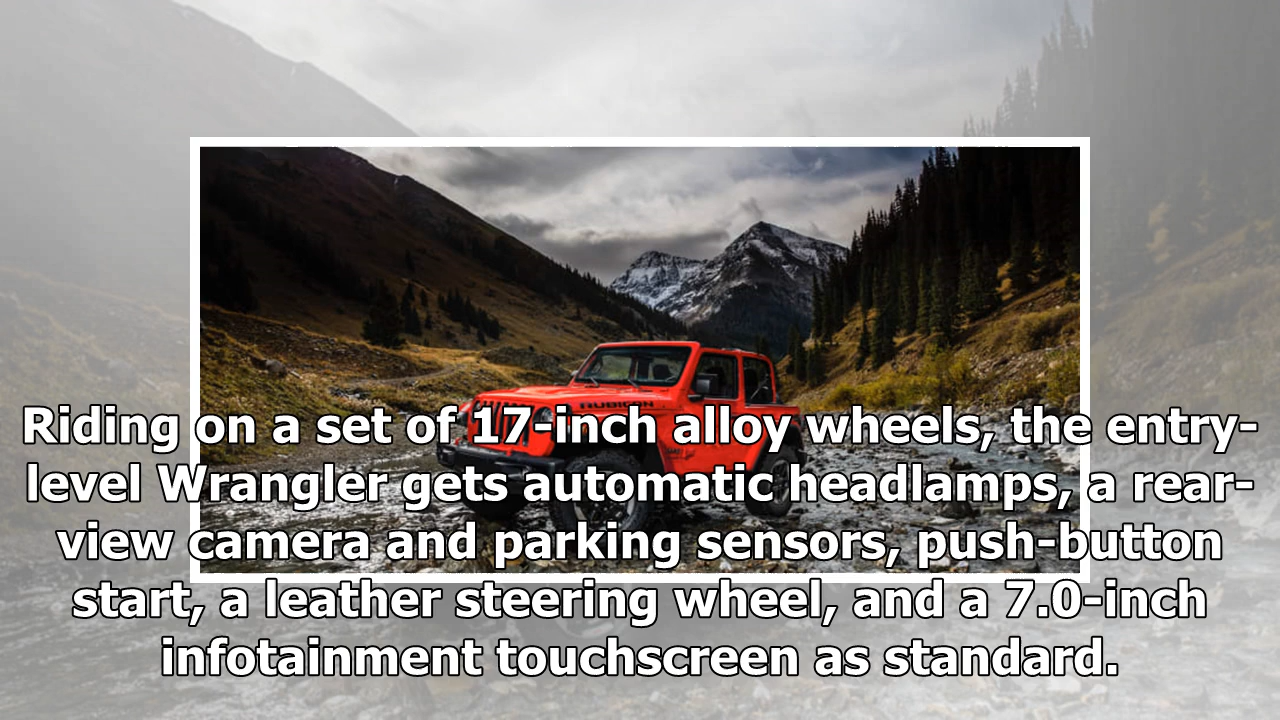 RUBICON
Riding on a set of 17-inch alloy wheels, the entry-
level Wrangler gets automatic headlamps, a rear-
view camera and parking sensors, push-button
start, a leather steering wheel, and a 7.0-inch
infotainment touchscreen as standard.